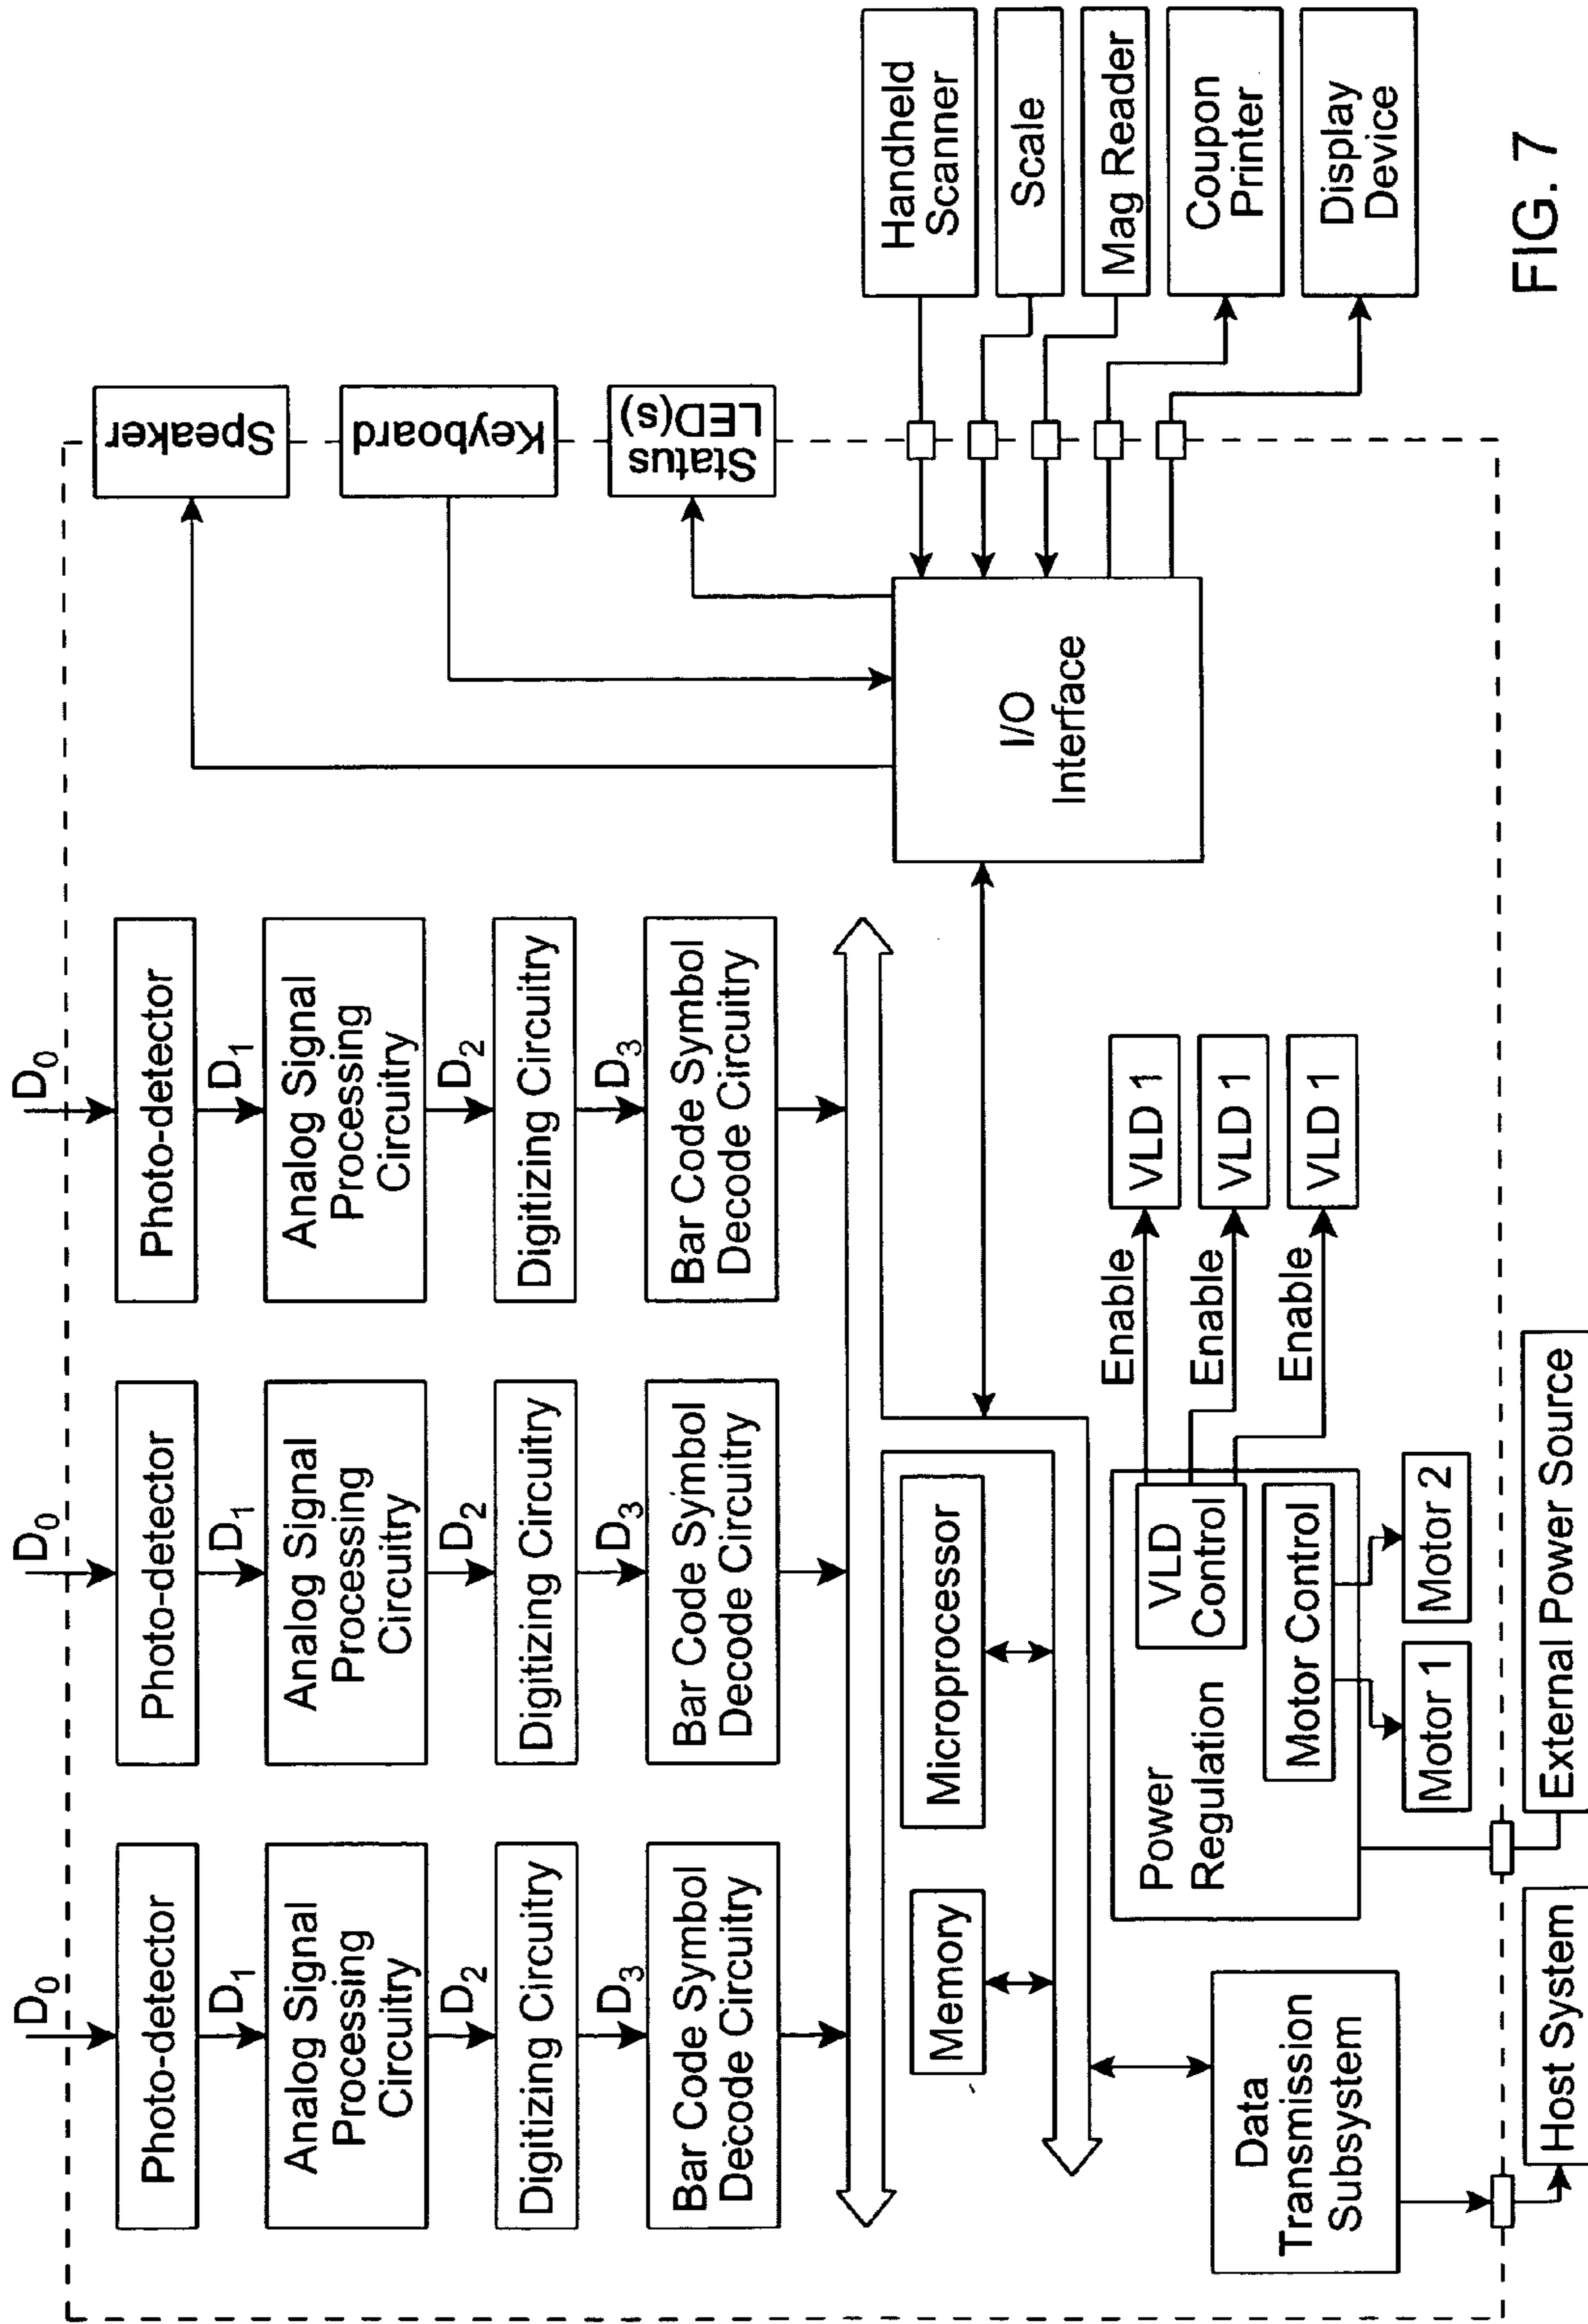 D0
D0
D0
Photo-detector
Photo-detector
Photo-detector
D1
D1
D1
Analog Signal
Processing
Circuitry
Analog Signal
Processing
Circuitry
Analog Signal
Processing
Circuitry
D2
D2
D2
Digitizing Circuitry
Digitizing Circuitry
Digitizing Circuitry
D3
D3
D3
Bar Code Symbol
Decode Circuitry
Bar Code Symbol
Decode Circuitry
Bar Code Symbol
Decode Circuitry
Speaker
Keyboard
Status
LED(s)
Memory
Microprocessor
I/O
Interface
Handheld
Scanner
Scale
Mag Reader
Coupon
Printer
Display
Device
Data
Transmission
Subsystem
Power
Regulation
VLD
Control
Motor Control
Enable
VLD 1
Enable
VLD 1
Enable
VLD 1
Motor 1
Motor 2
Host System
External Power Source
FIG. 7